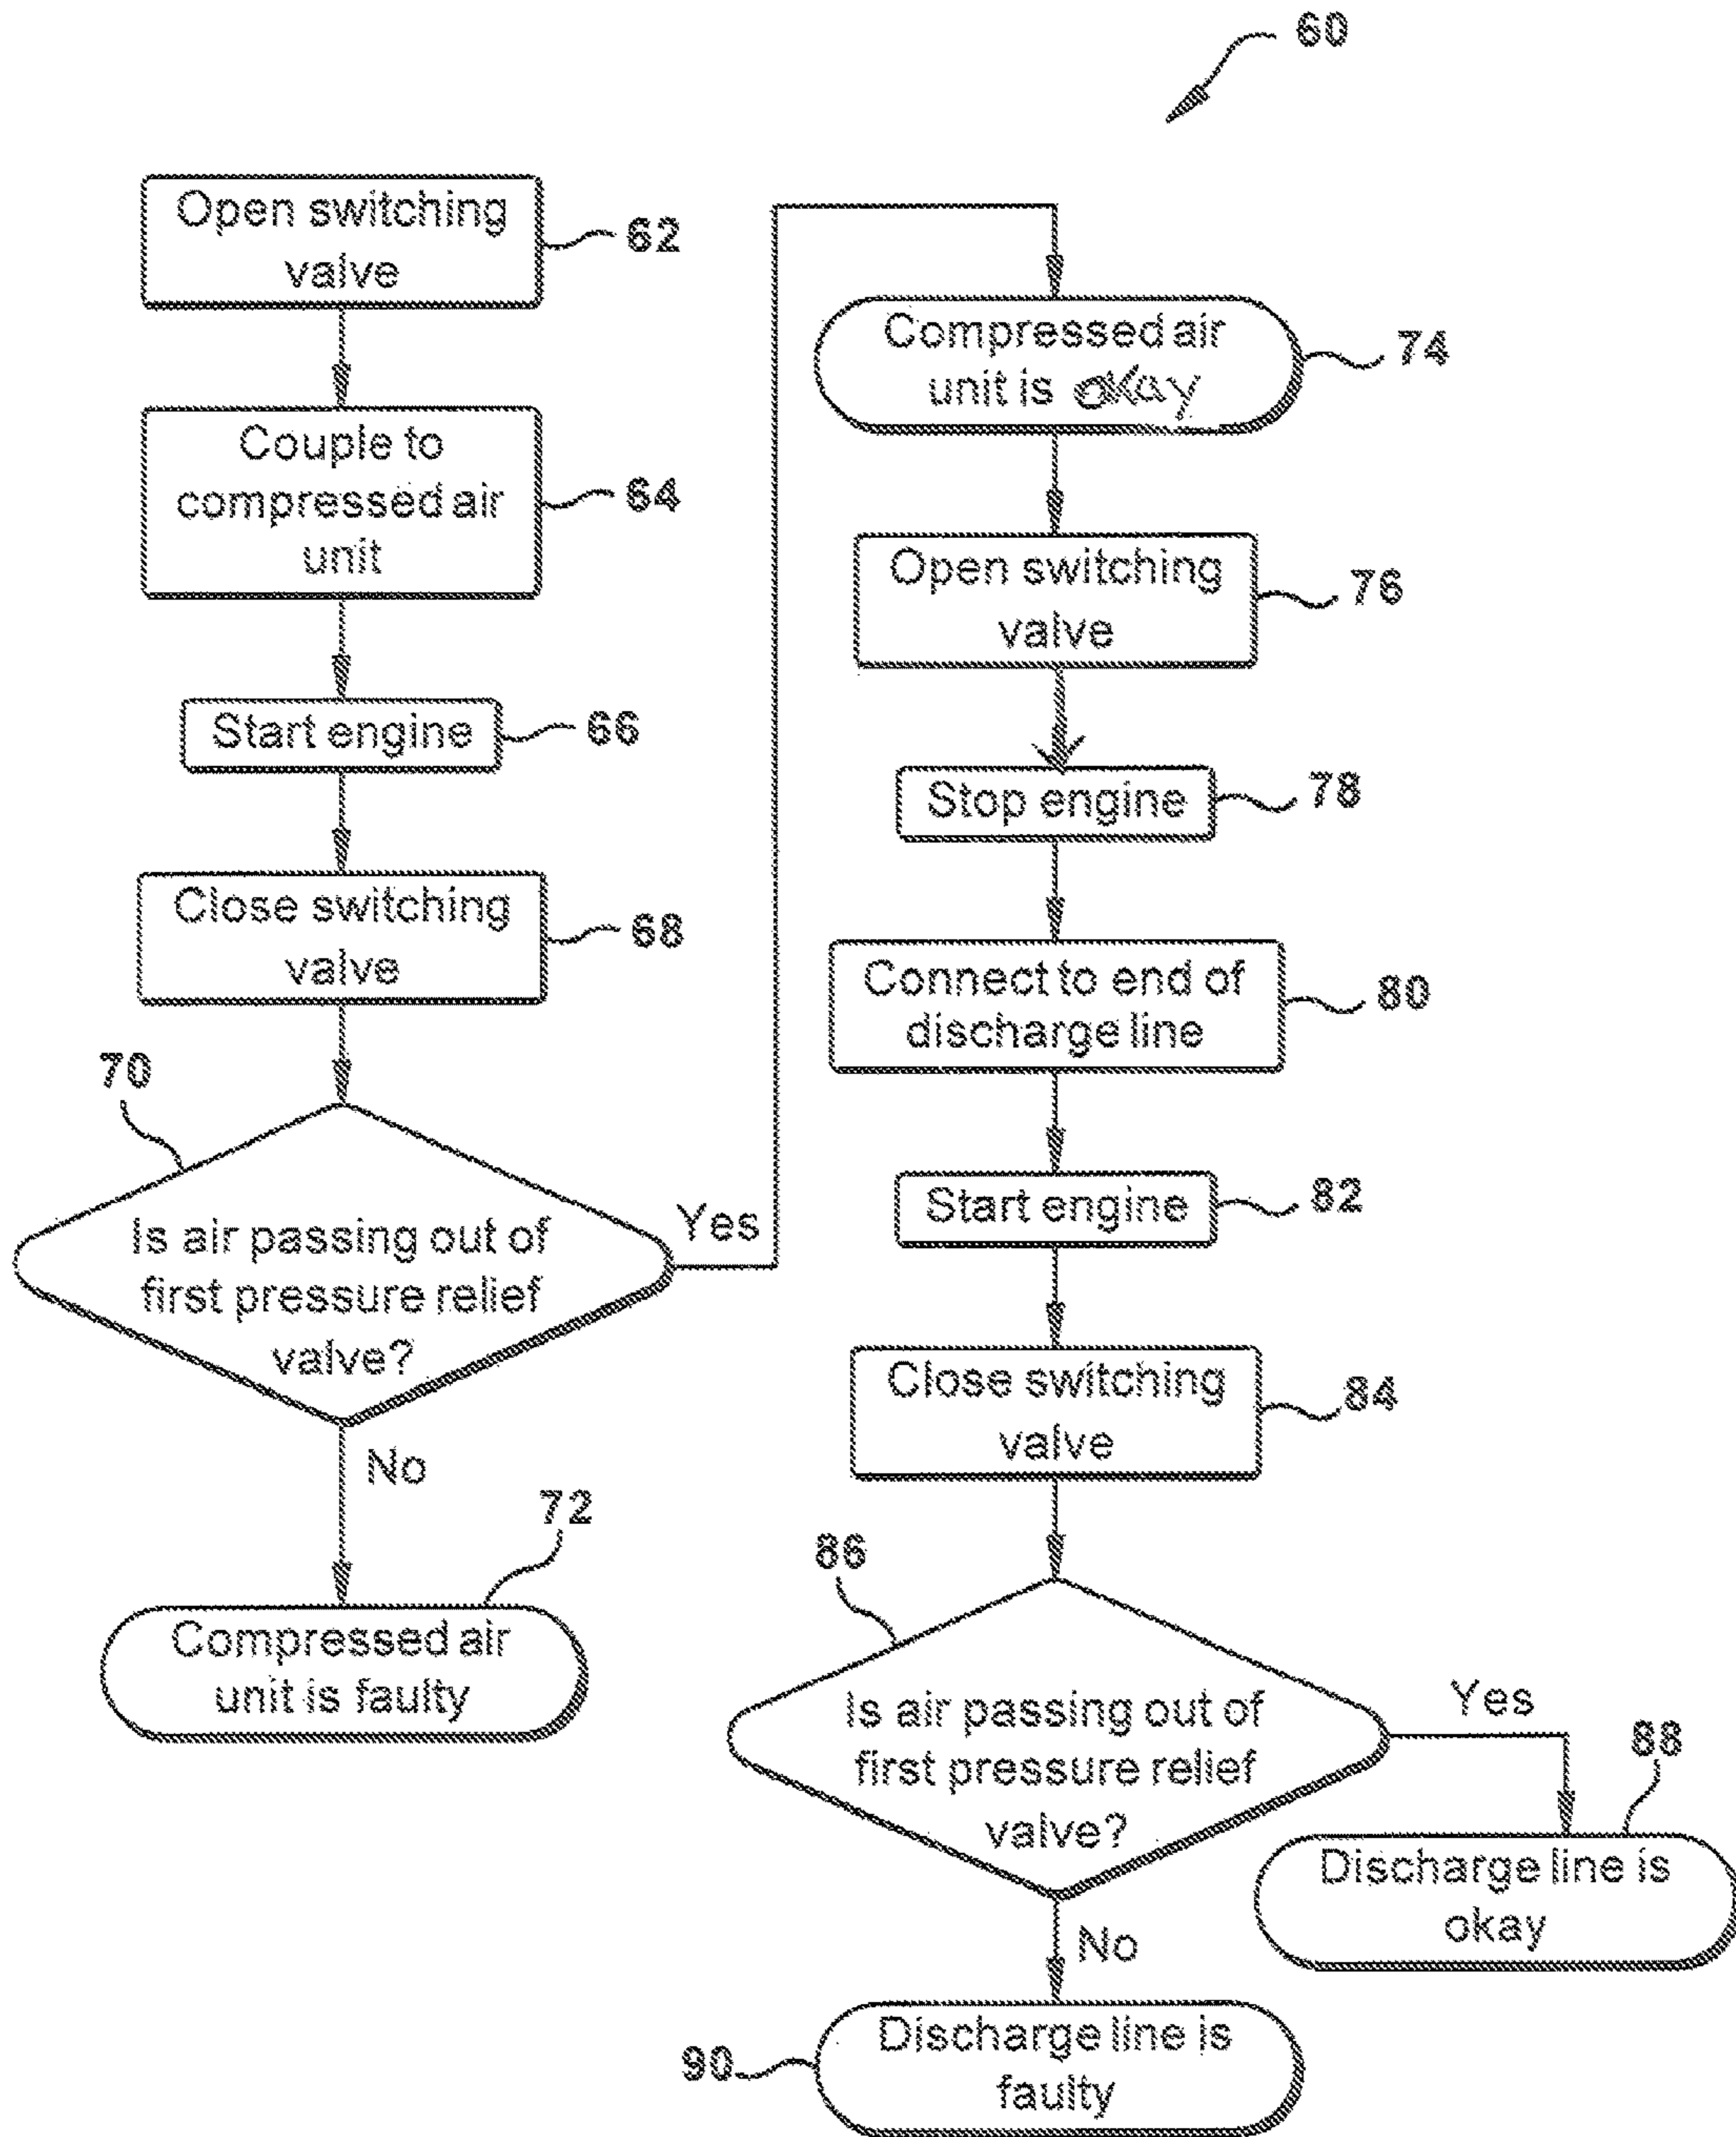 60
Open switching
valve
62
Couple to
compressed air
unit
64
Start engine
66
Close switching
valve
68
70
Is air passing out of
first pressure relief
valve?
Yes
No
72
Compressed air
unit is faulty
Compressed air
unit is okay
74
Open switching
valve
76
Stop engine
78
Connect to end of
discharge line
80
Start engine
82
Close switching
valve
84
86
Is air passing out of
first pressure relief
valve?
Yes
88
Discharge line is
okay
No
90
Discharge line is
faulty